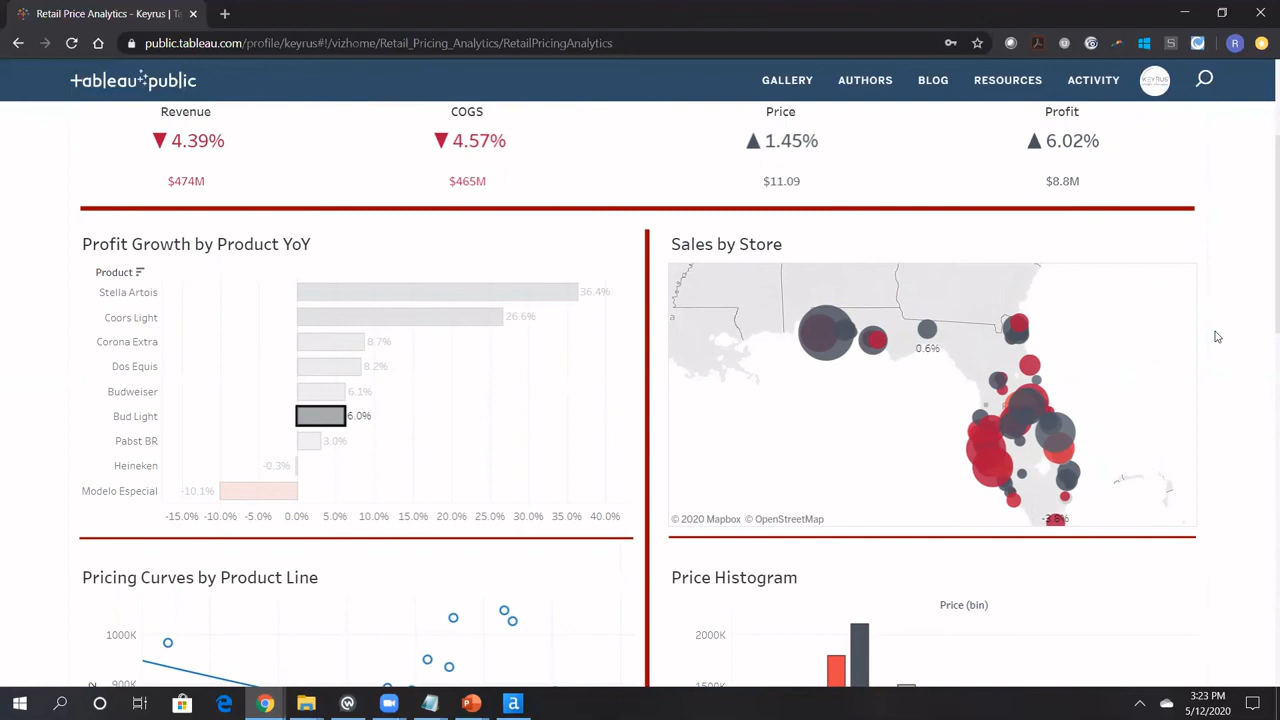 Retail Price Analytics - Keyrus | Ta
public.tableau.com/profile/keyrus#!/vizhome/Retail_Pricing_Analytics/RetailPricingAnalytics
R
tableau public
GALLERY AUTHORS BLOG RESOURCES ACTIVITY
KEYRUS
Revenue COGS Price Profit
▼ 4.39% ▼ 4.57% ▲ 1.45% ▲ 6.02%
$474M $465M $11.09 $8.8M
Profit Growth by Product YoY
Product
Stella Artois 36.4%
Coors Light 26.6%
Corona Extra 8.7%
Dos Equis 8.2%
Budweiser 6.1%
Bud Light 6.0%
Pabst BR 3.0%
Heineken -0.3%
Modelo Especial -10.1%
-15.0% -10.0% -5.0% 0.0% 5.0% 10.0% 15.0% 20.0% 25.0% 30.0% 35.0% 40.0%
Sales by Store
a
0.6%
-3.8%
© 2020 Mapbox © OpenStreetMap
Pricing Curves by Product Line
1000K
900K
Price Histogram
Price (bin)
2000K
1500K
3:23 PM
5/12/2020